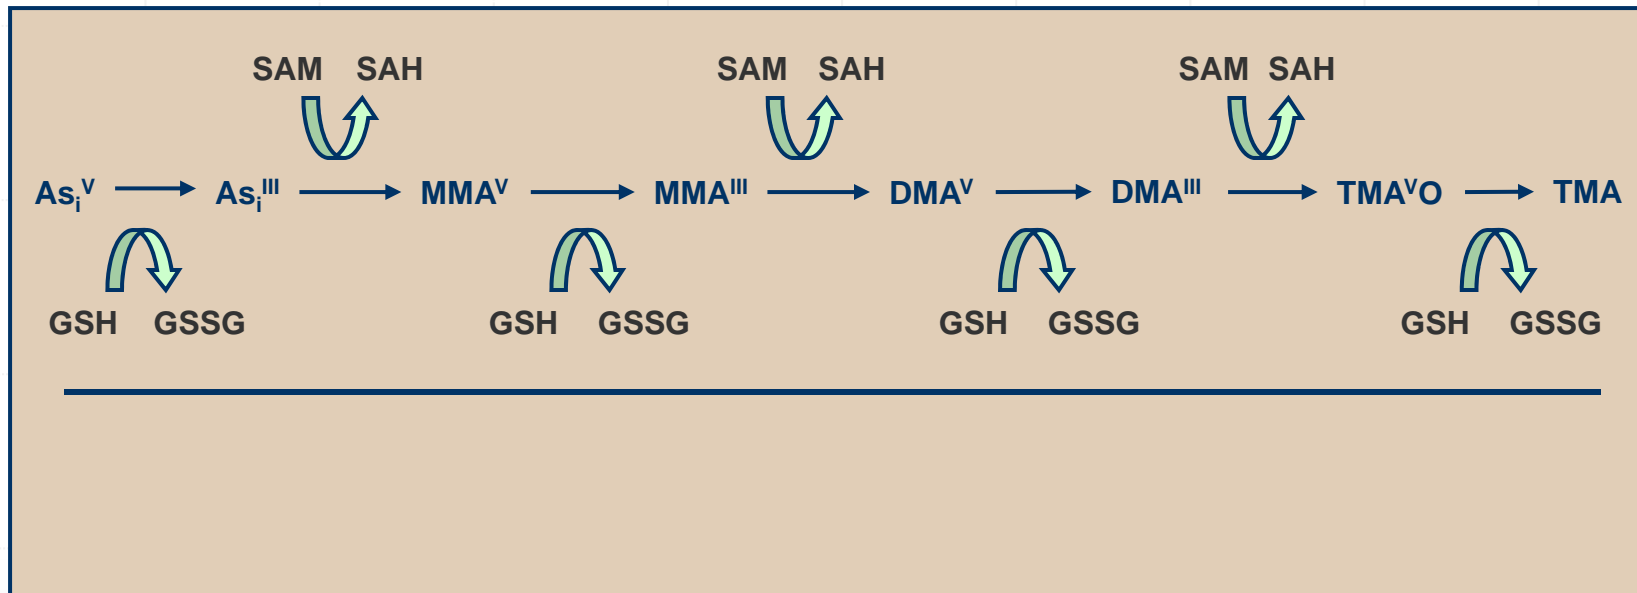 SAM SAH SAM SAH SAM SAH
Asᵢⱽ Asᵢᴵᴵᴵ MMAⱽ MMAᴵᴵᴵ DMAⱽ DMAᴵᴵᴵ TMAⱽO TMA
GSH GSSG GSH GSSG GSH GSSG GSH GSSG